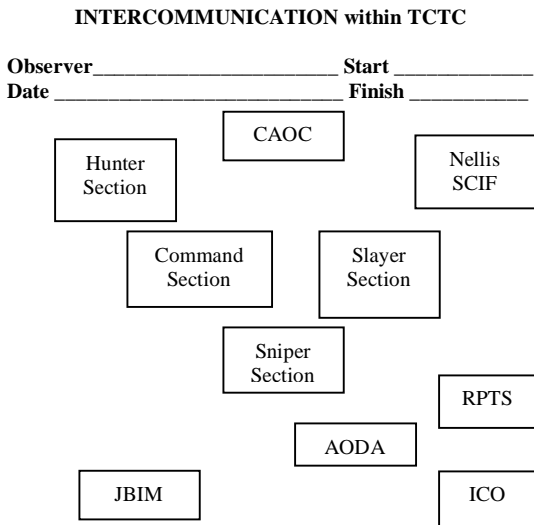 INTERCOMMUNICATION within TCTC
Observer_______________________ Start _____________
Date ___________________________ Finish ___________
CAOC
Hunter
Section
Nellis
SCIF
Command
Section
Slayer
Section
Sniper
Section
RPTS
AODA
JBIM
ICO